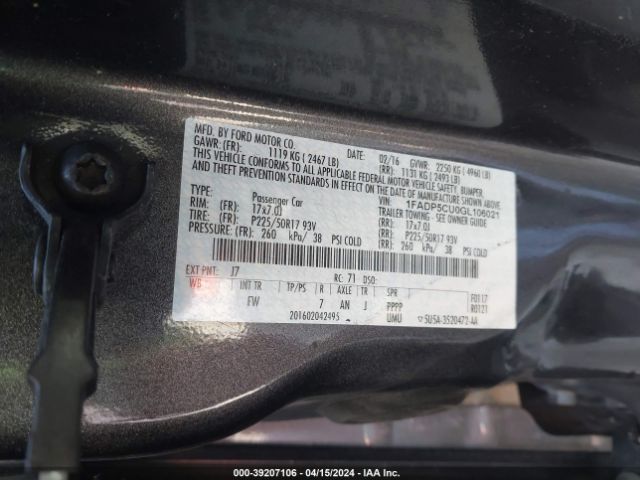 MFD. BY FORD MOTOR CO.
DATE: 02/16 GVWR: 2250 KG ( 4960 LB)
GAWR: (FR): 1119 KG ( 2467 LB) (RR): 1131 KG ( 2493 LB)
THIS VEHICLE CONFORMS TO ALL APPLICABLE FEDERAL MOTOR VEHICLE SAFETY, BUMPER,
AND THEFT PREVENTION STANDARDS IN EFFECT ON THE DATE OF MANUFACTURE SHOWN ABOVE.
VIN: 1FADP5CU0GL106021
TYPE: Passenger Car TRAILER TOWING - SEE OWNER GUIDE
RIM: (FR) 17x7.0J (RR): 17x7.0J
TIRE: (FR) P225/50R17 93V (RR): P225/50R17 93V
PRESSURE: (FR) 260 kPa/ 38 PSI COLD (RR): 260 kPa/ 38 PSI COLD
EXT PNT: J7 RC: 71 DSO:
WB INT TR TP/PS R AXLE TR SPR F0117
FW 7 AN J PPPP R0121
201602042495 UMU ▽5U5A-3520472-AA
000-39207106 - 04/15/2024 - IAA Inc.